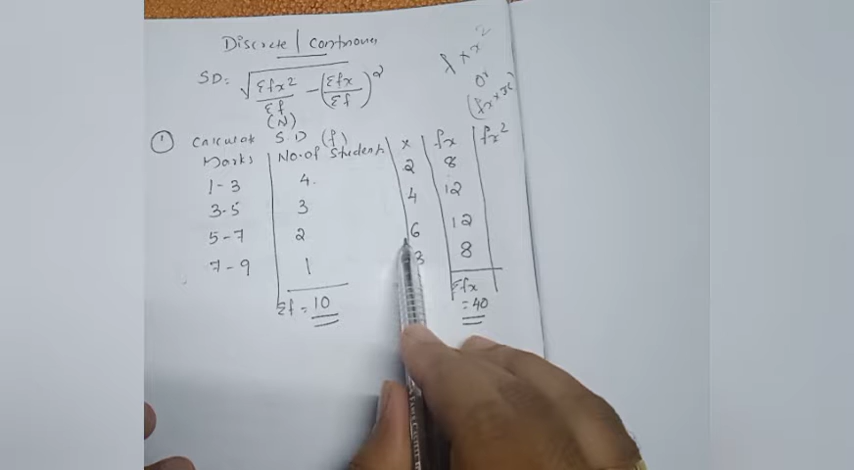 Discrete | Continous
SD: √ Σfx² / Σf (N) - (Σfx / Σf)²
f × x²
or
(fx × x)
① Calculate S.D
Marks | No. of Students (f) | x | fx | fx²
1-3 | 4 | 2 | 8
3-5 | 3 | 4 | 12
5-7 | 2 | 6 | 12
7-9 | 1 | 8
Σf = 10 | Σfx = 40